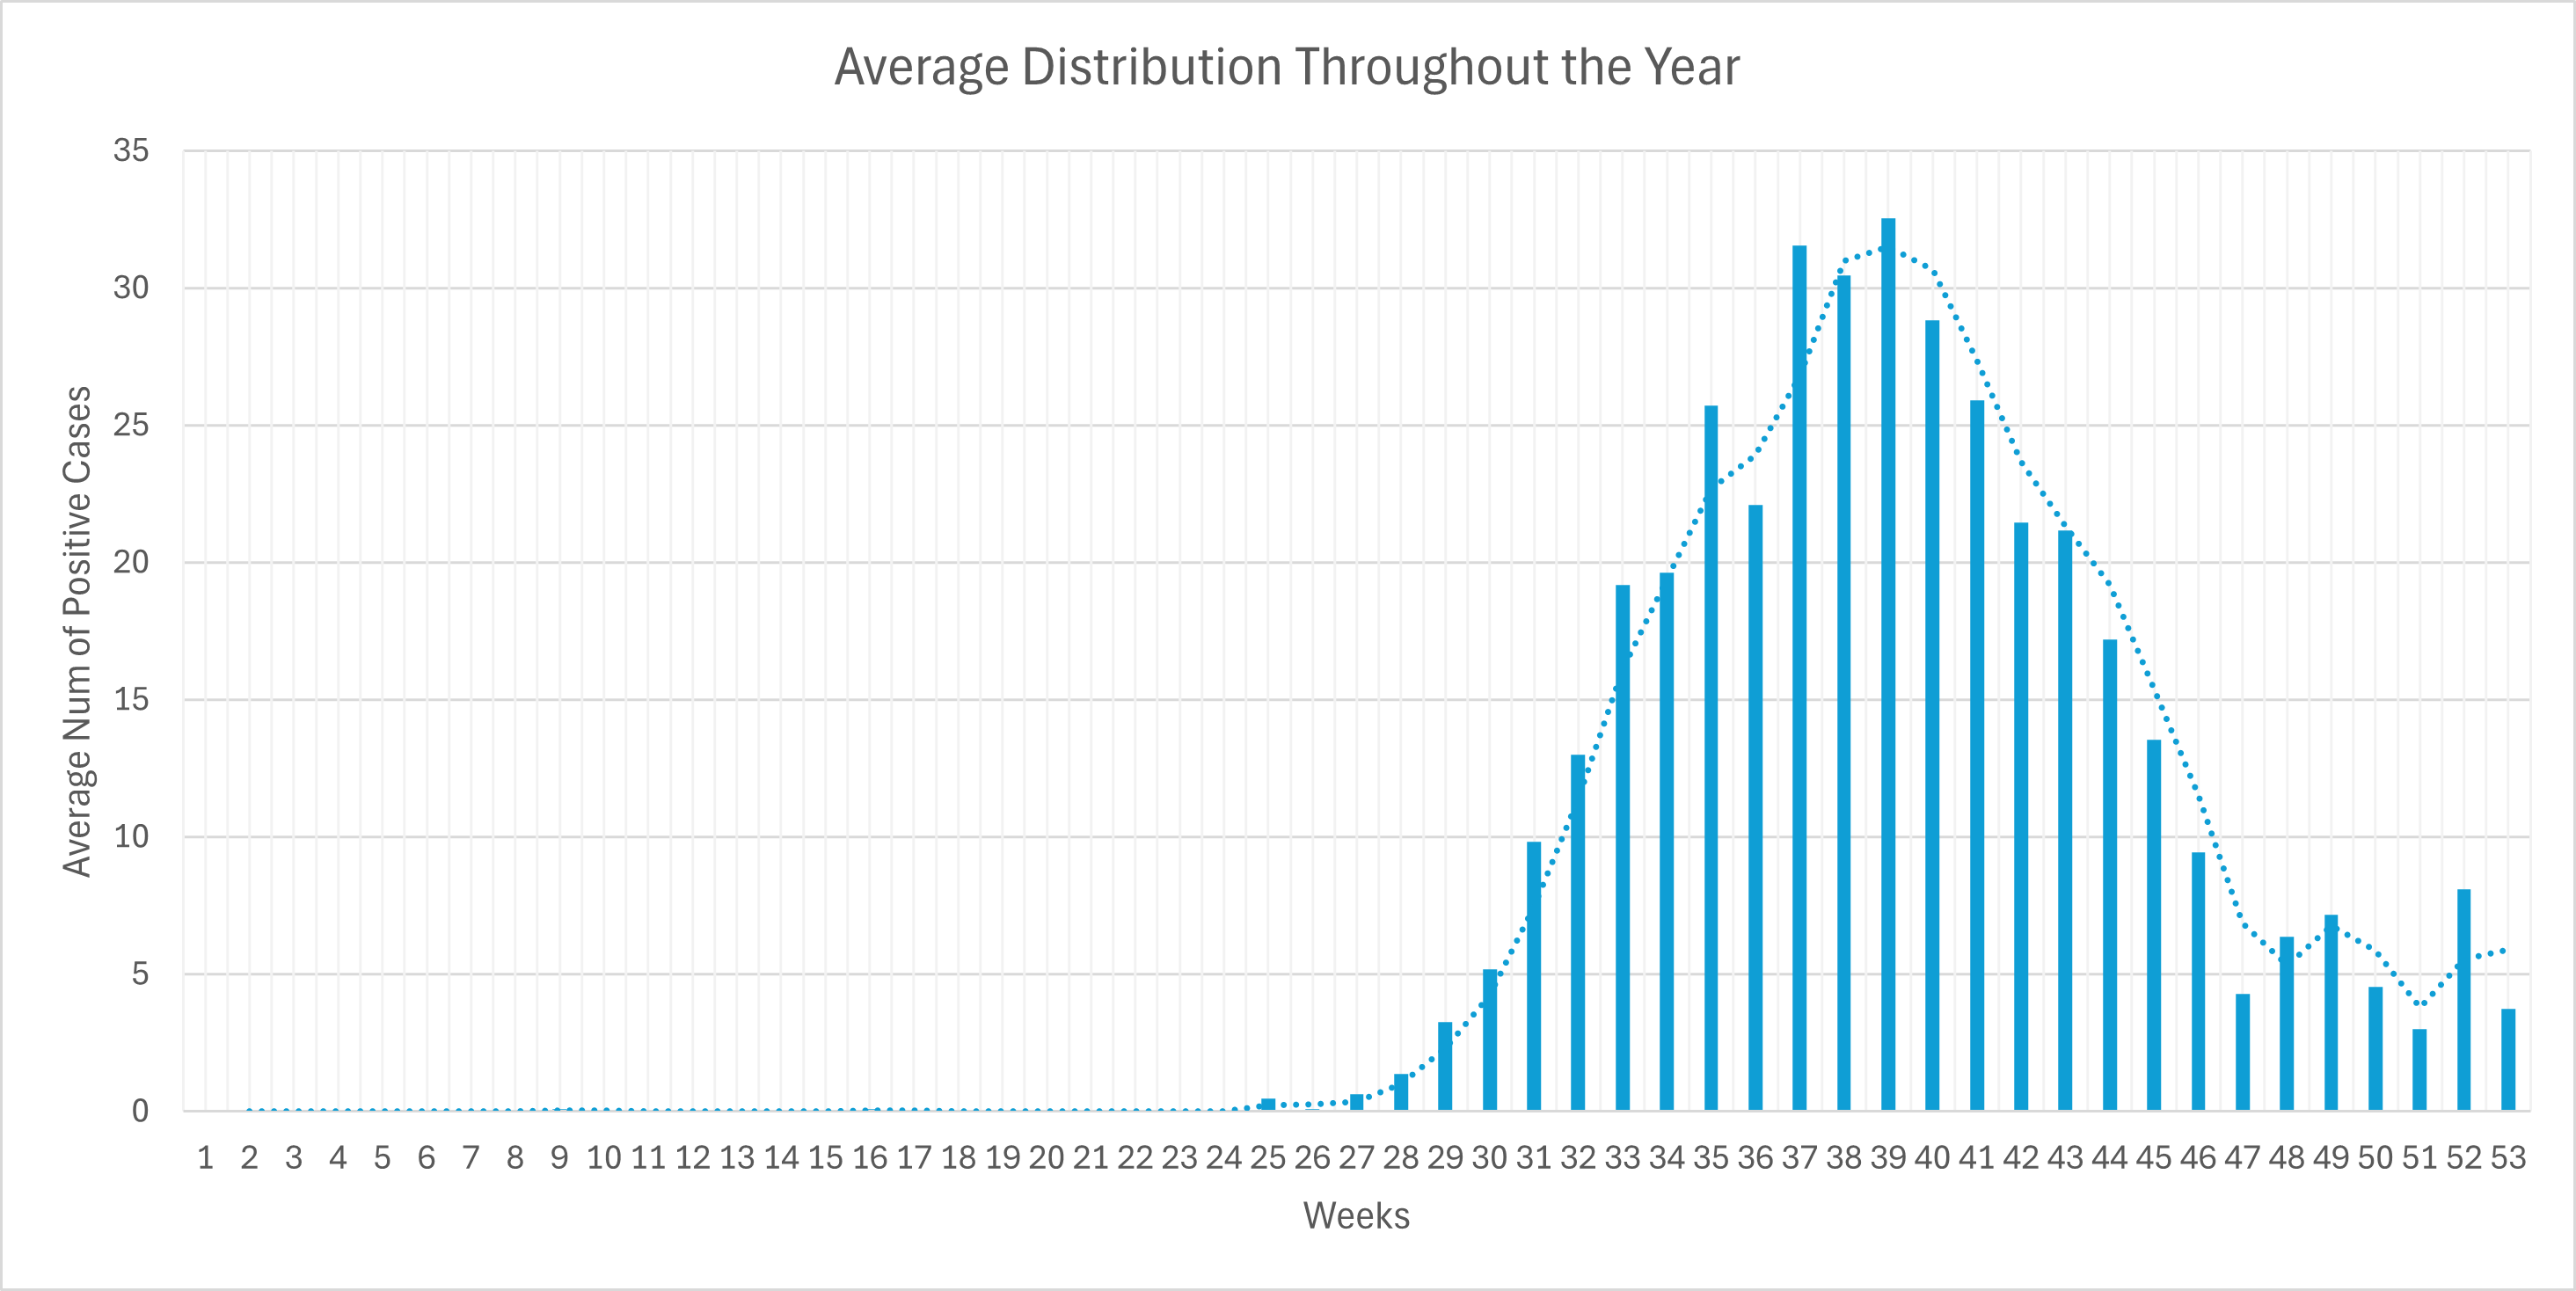 Average Distribution Throughout the Year
35
30
25
20
15
10
5
0
Average Num of Positive Cases
1 2 3 4 5 6 7 8 9 10 11 12 13 14 15 16 17 18 19 20 21 22 23 24 25 26 27 28 29 30 31 32 33 34 35 36 37 38 39 40 41 42 43 44 45 46 47 48 49 50 51 52 53
Weeks